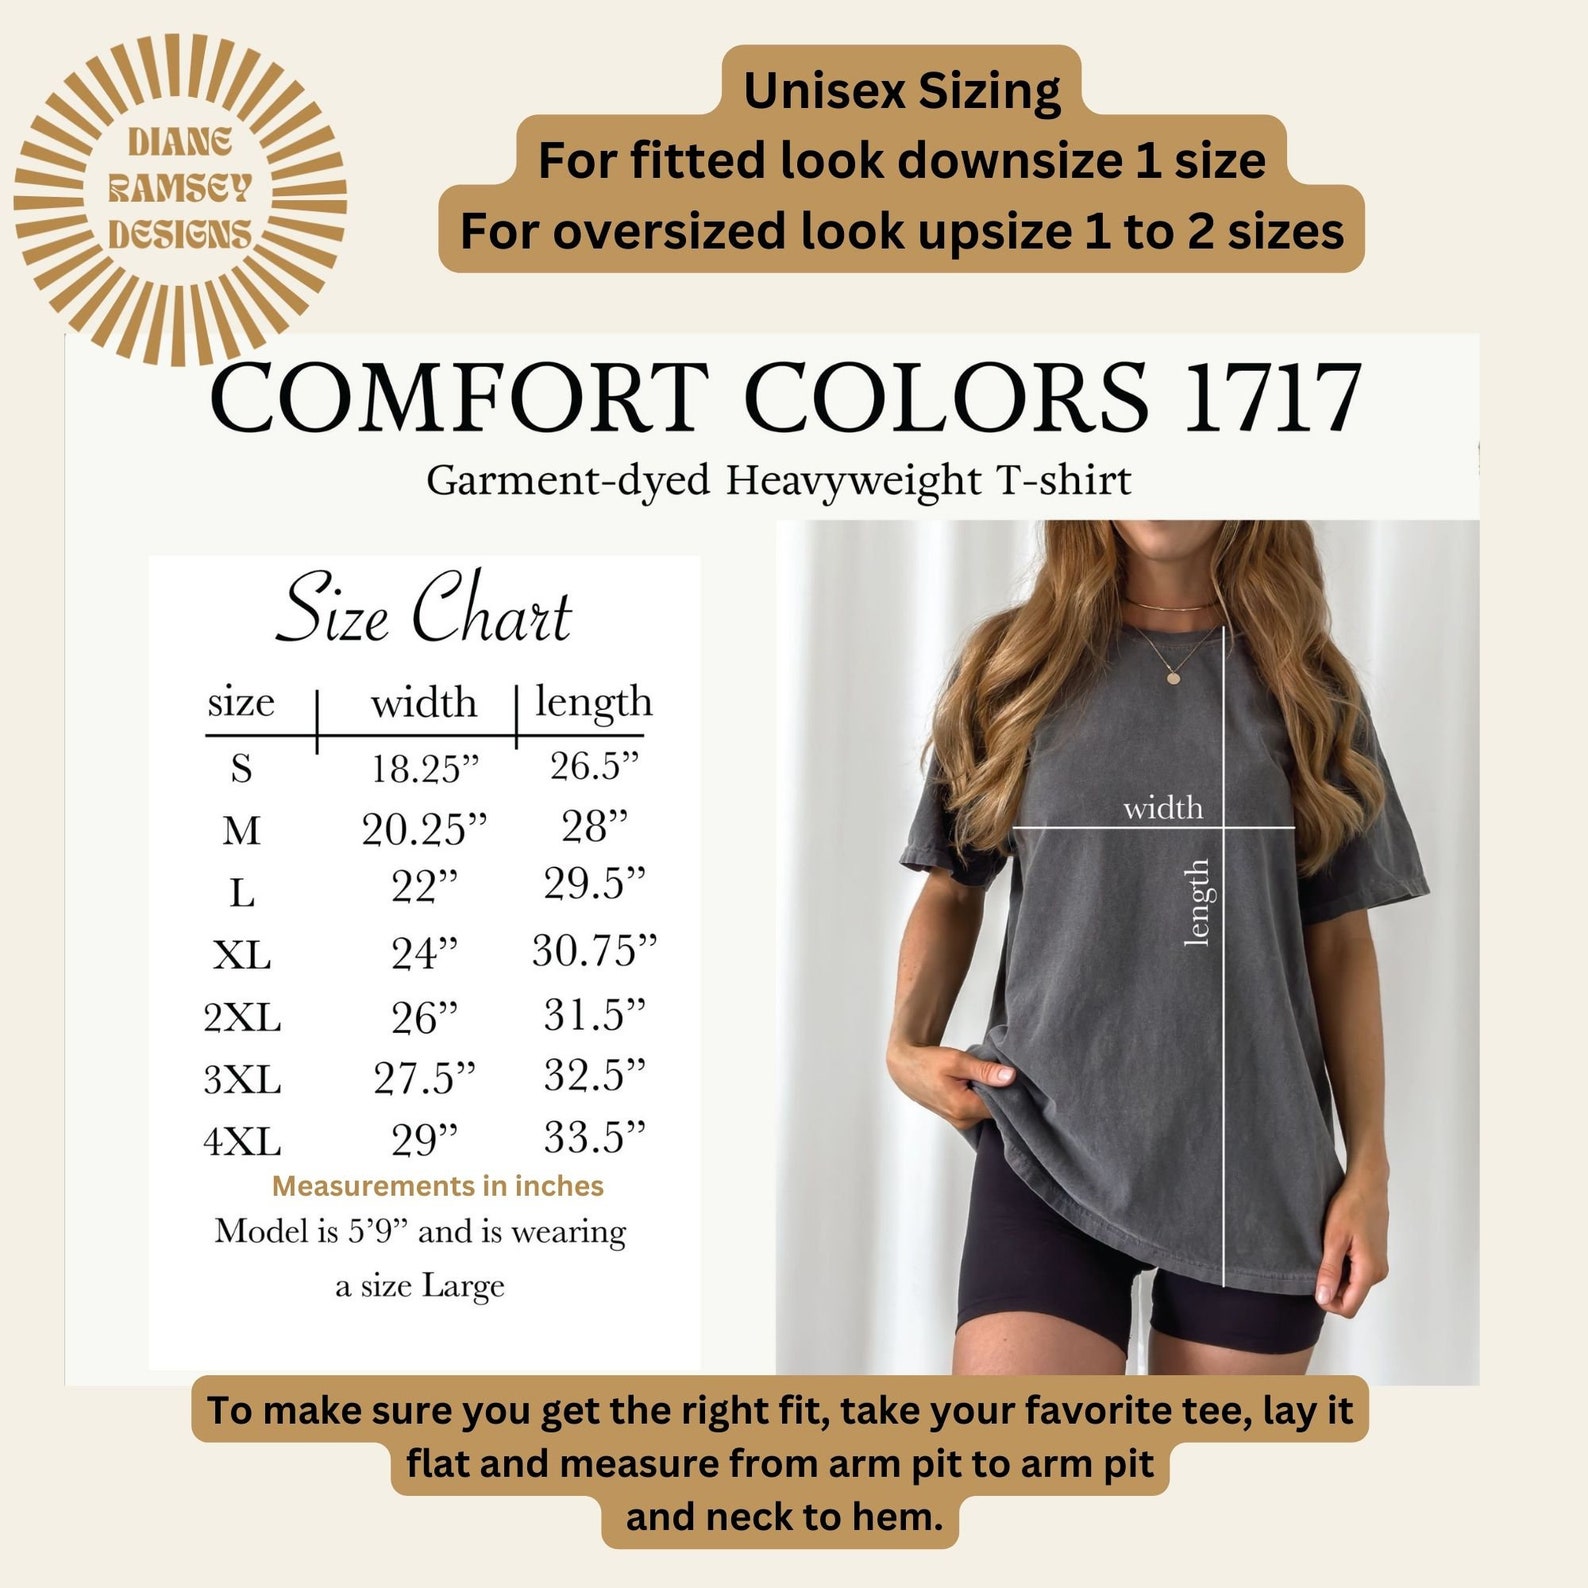 DIANE
RAMSEY
DESIGNS
Unisex Sizing
For fitted look downsize 1 size
For oversized look upsize 1 to 2 sizes
COMFORT COLORS 1717
Garment-dyed Heavyweight T-shirt
Size Chart
size width length
S 18.25” 26.5”
M 20.25” 28”
L 22” 29.5”
XL 24” 30.75”
2XL 26” 31.5”
3XL 27.5” 32.5”
4XL 29” 33.5”
Measurements in inches
Model is 5’9” and is wearing
a size Large
width
length
To make sure you get the right fit, take your favorite tee, lay it
flat and measure from arm pit to arm pit
and neck to hem.